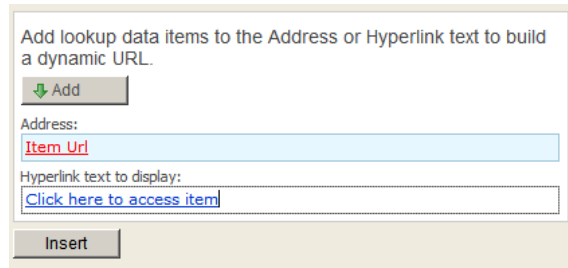 Add lookup data items to the Address or Hyperlink text to build
a dynamic URL.
Add
Address:
Item Url
Hyperlink text to display:
Click here to access item
Insert